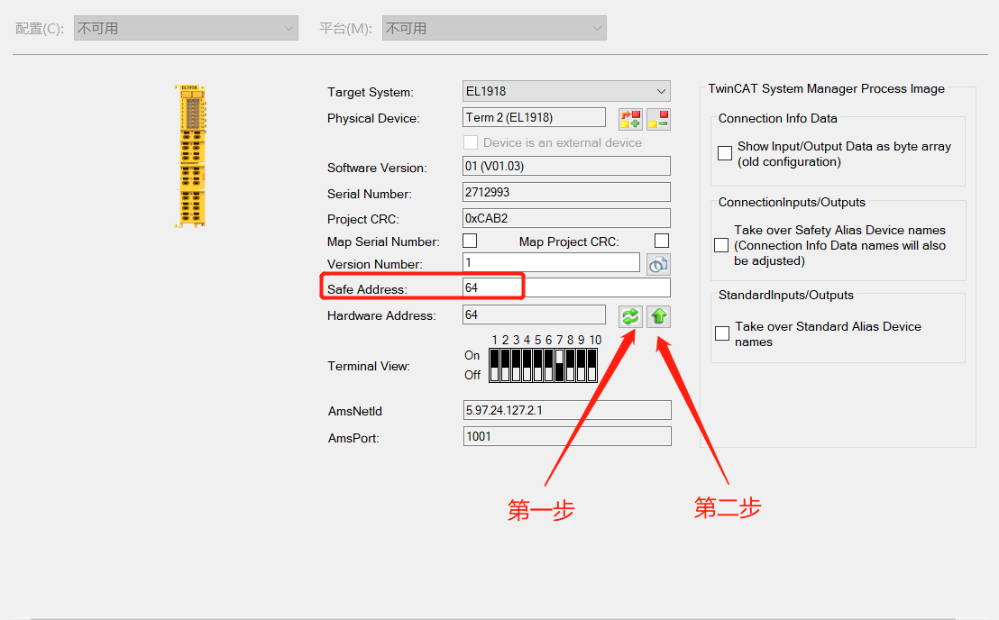 配置(C): 不可用 平台(M): 不可用
EL1918
Target System: EL1918
Physical Device: Term 2 (EL1918)
Device is an external device
Software Version: 01 (V01.03)
Serial Number: 2712993
Project CRC: 0xCAB2
Map Serial Number: Map Project CRC:
Version Number: 1
Safe Address: 64
Hardware Address: 64
1 2 3 4 5 6 7 8 9 10
On
Terminal View:
Off
AmsNetId 5.97.24.127.2.1
AmsPort: 1001
第一步
第二步
TwinCAT System Manager Process Image
Connection Info Data
Show Input/Output Data as byte array
(old configuration)
ConnectionInputs/Outputs
Take over Safety Alias Device names
(Connection Info Data names will also
be adjusted)
StandardInputs/Outputs
Take over Standard Alias Device
names